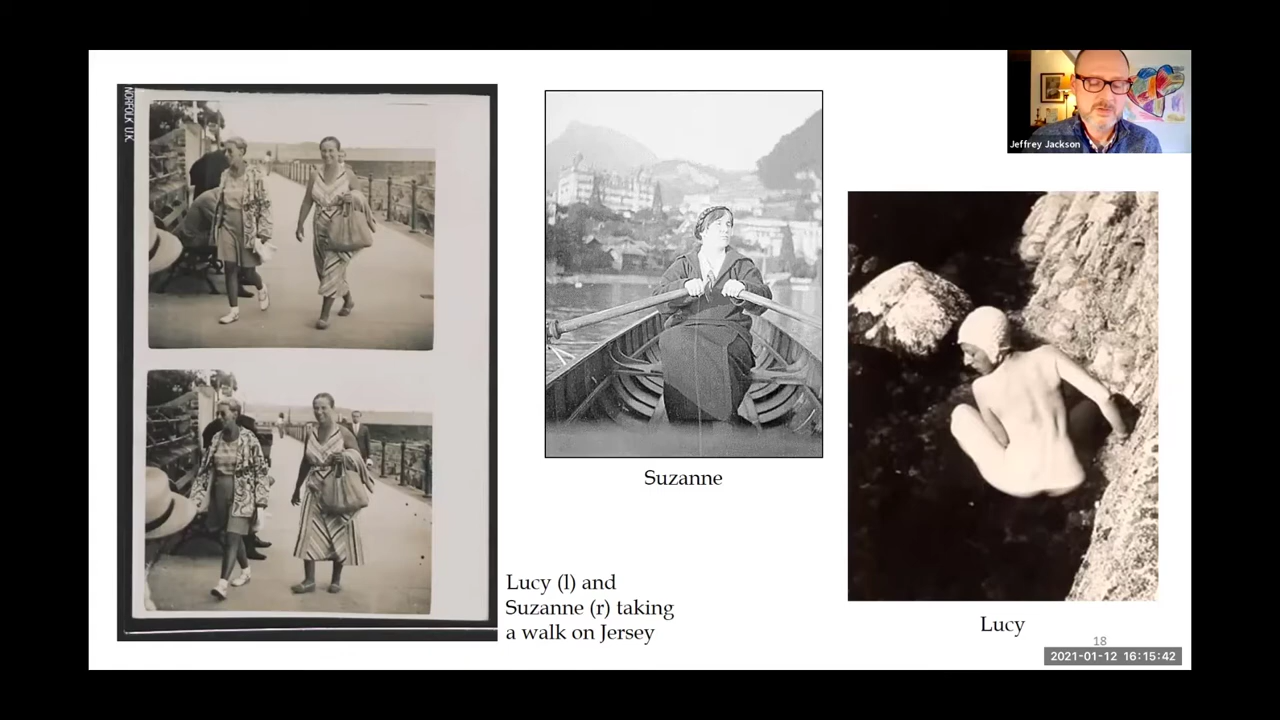 NORFOLK U.K.
Jeffrey Jackson
Suzanne
Lucy (l) and
Suzanne (r) taking
a walk on Jersey
Lucy
18
2021-01-12 16:15:42